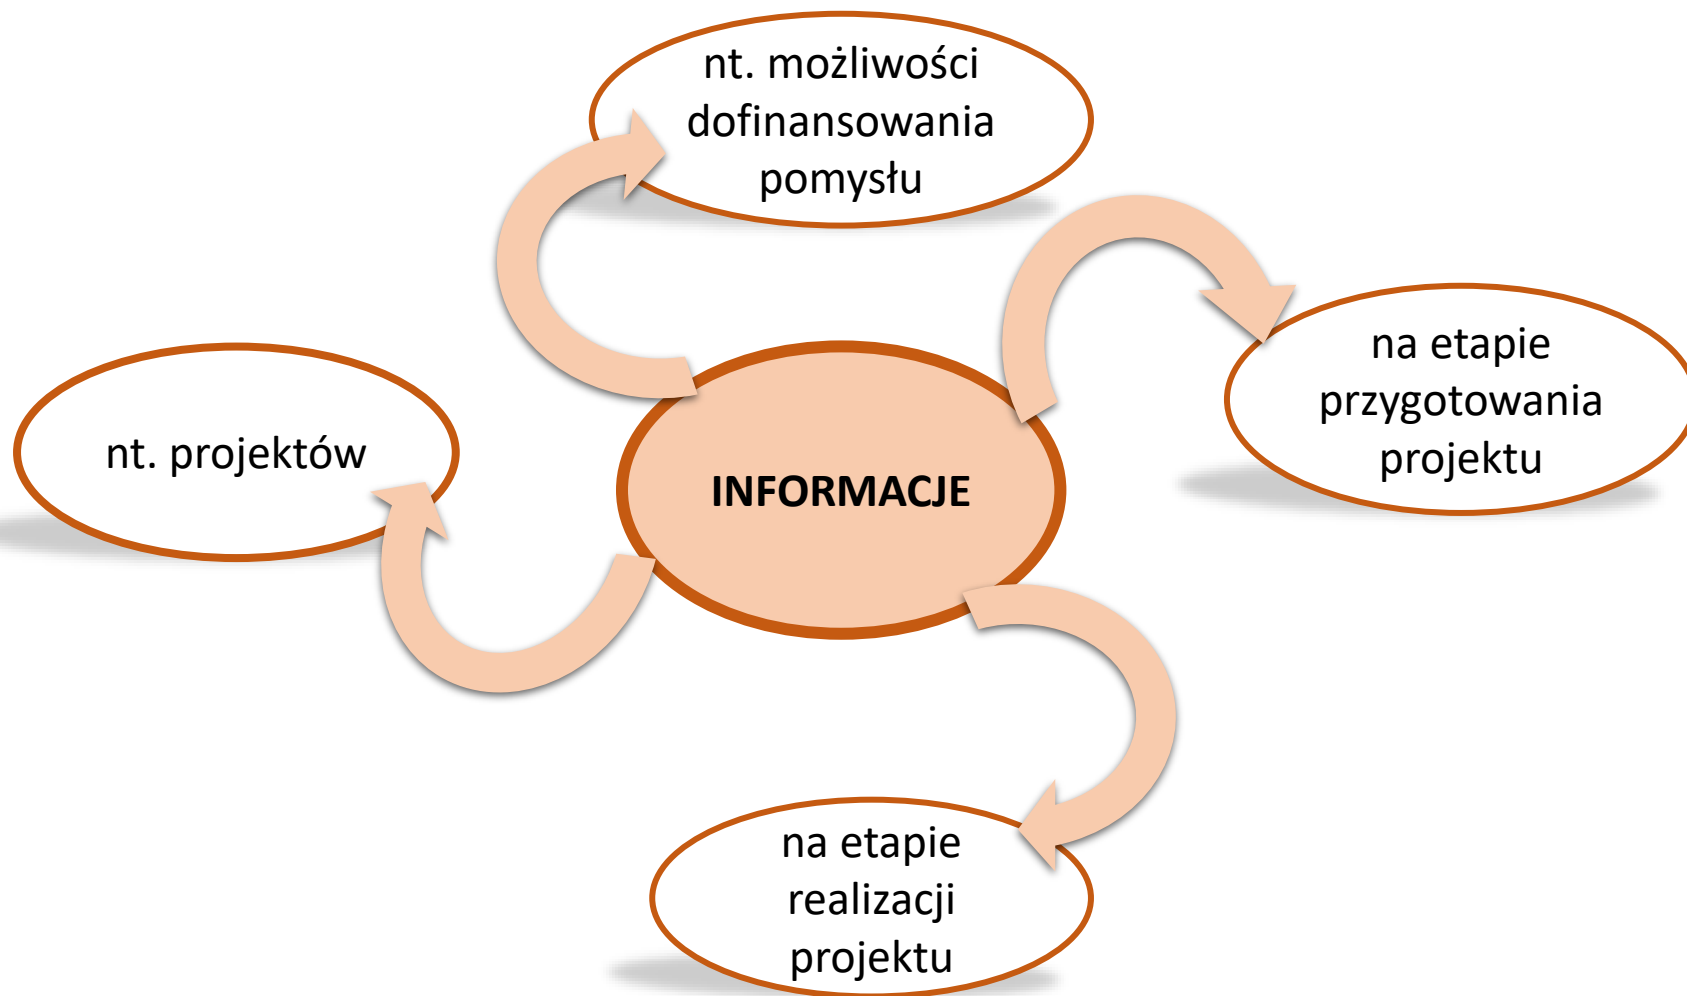 nt. możliwości
dofinansowania
pomysłu
na etapie
przygotowania
projektu
nt. projektów
INFORMACJE
na etapie
realizacji
projektu